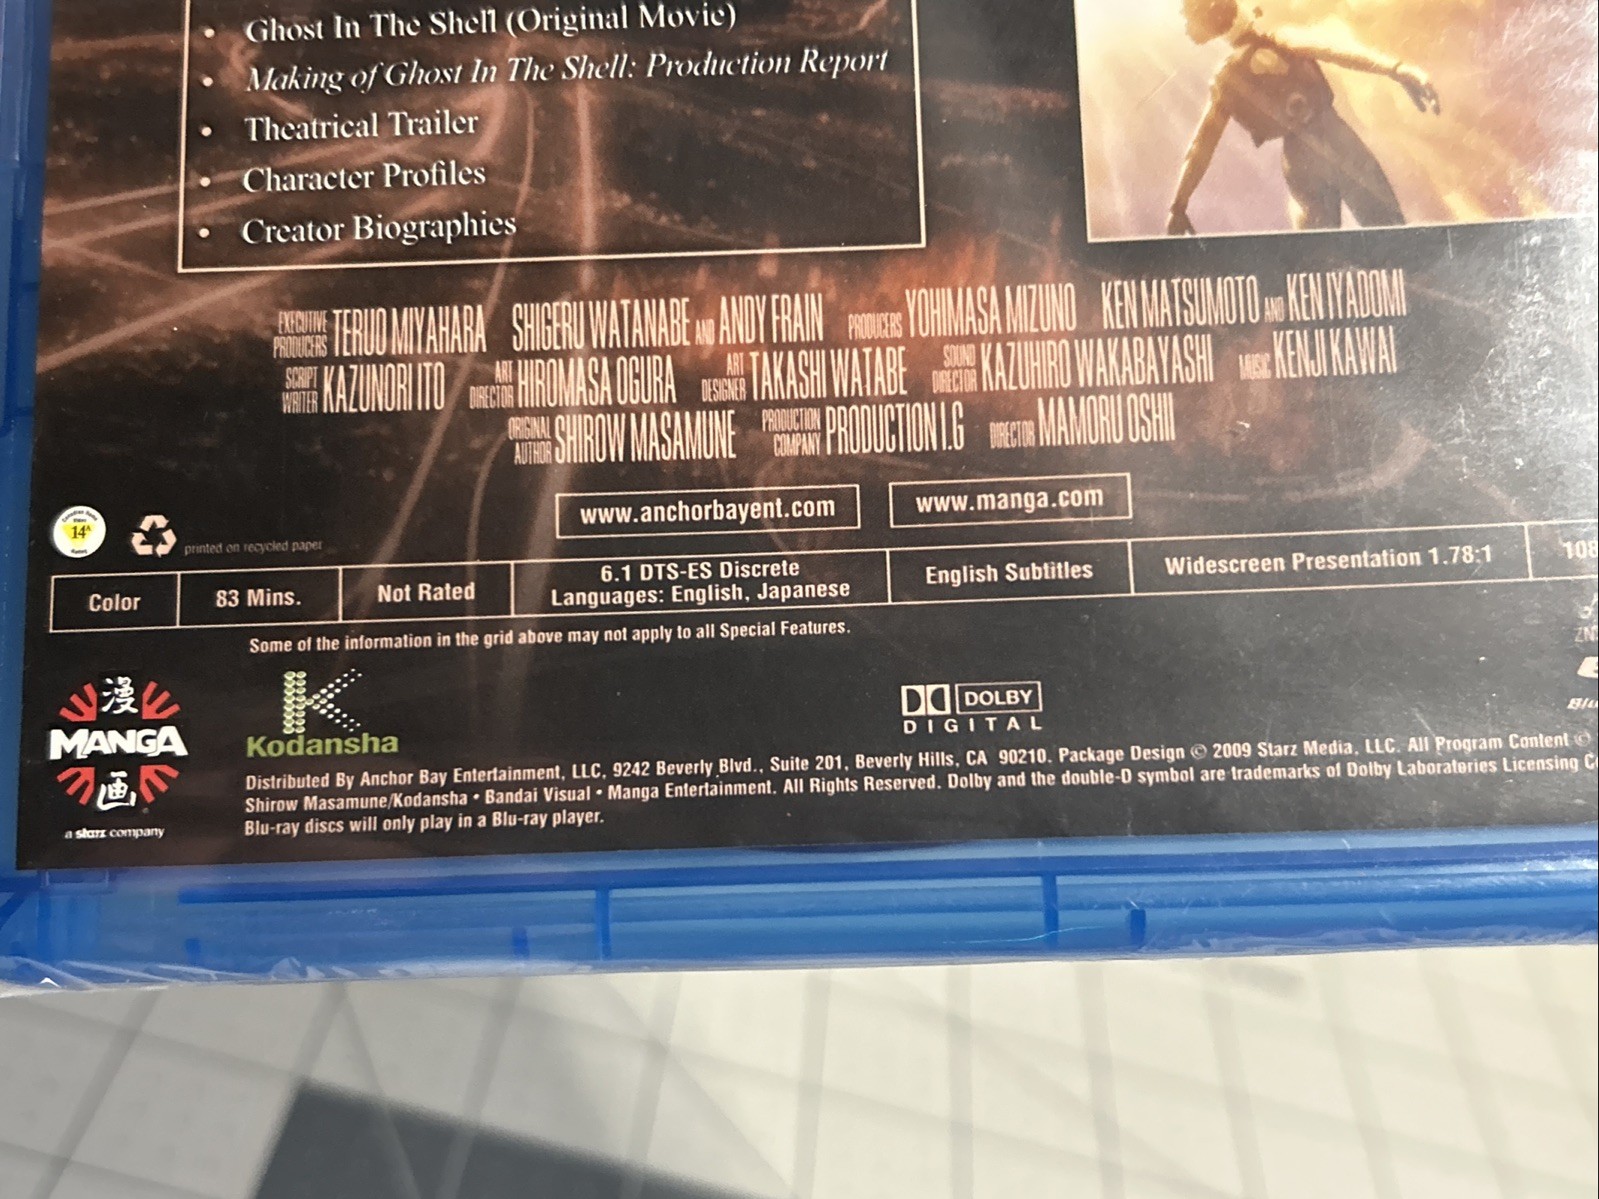 • Ghost In The Shell (Original Movie)
• Making of Ghost In The Shell: Production Report
• Theatrical Trailer
• Character Profiles
• Creator Biographies
EXECUTIVE PRODUCERS TERUO MIYAHARA SHIGERU WATANABE AND ANDY FRAIN PRODUCERS YOHIMASA MIZUNO KEN MATSUMOTO AND KEN IYADOMI
SCRIPT WRITER KAZUNORI ITO ART DIRECTOR HIROMASA OGURA ART DESIGNER TAKASHI WATABE SOUND DIRECTOR KAZUHIRO WAKABAYASHI MUSIC KENJI KAWAI
ORIGINAL AUTHOR SHIROW MASAMUNE PRODUCTION COMPANY PRODUCTION I.G DIRECTOR MAMORU OSHII
www.anchorbayent.com www.manga.com
14A
printed on recycled paper
Color
83 Mins.
Not Rated
6.1 DTS-ES Discrete
Languages: English, Japanese
English Subtitles
Widescreen Presentation 1.78:1
108
Some of the information in the grid above may not apply to all Special Features.
漫
MANGA
画
a starz company
Kodansha
DOLBY
DIGITAL
Distributed By Anchor Bay Entertainment, LLC, 9242 Beverly Blvd., Suite 201, Beverly Hills, CA 90210. Package Design © 2009 Starz Media, LLC. All Program Content ©
Shirow Masamune/Kodansha • Bandai Visual • Manga Entertainment. All Rights Reserved. Dolby and the double-D symbol are trademarks of Dolby Laboratories Licensing
Blu-ray discs will only play in a Blu-ray player.